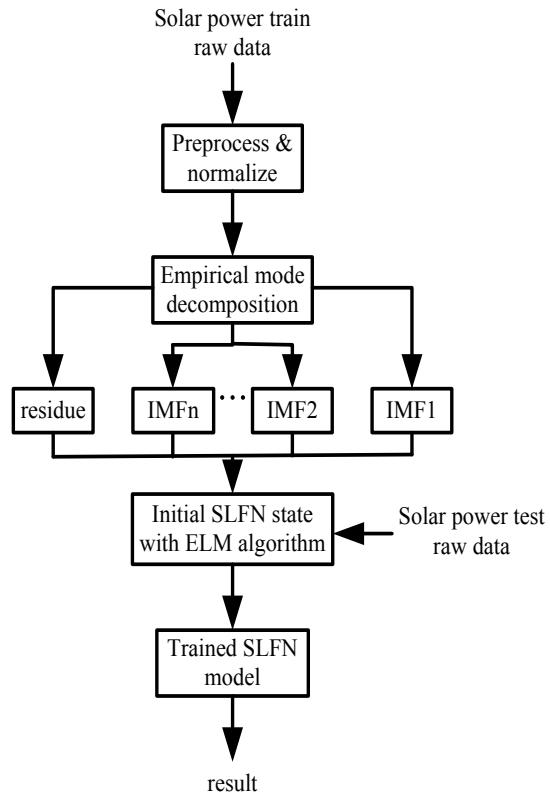 Solar power train
raw data
Preprocess &
normalize
Empirical mode
decomposition
residue
IMFn
...
IMF2
IMF1
Initial SLFN state
with ELM algorithm
Solar power test
raw data
Trained SLFN
model
result